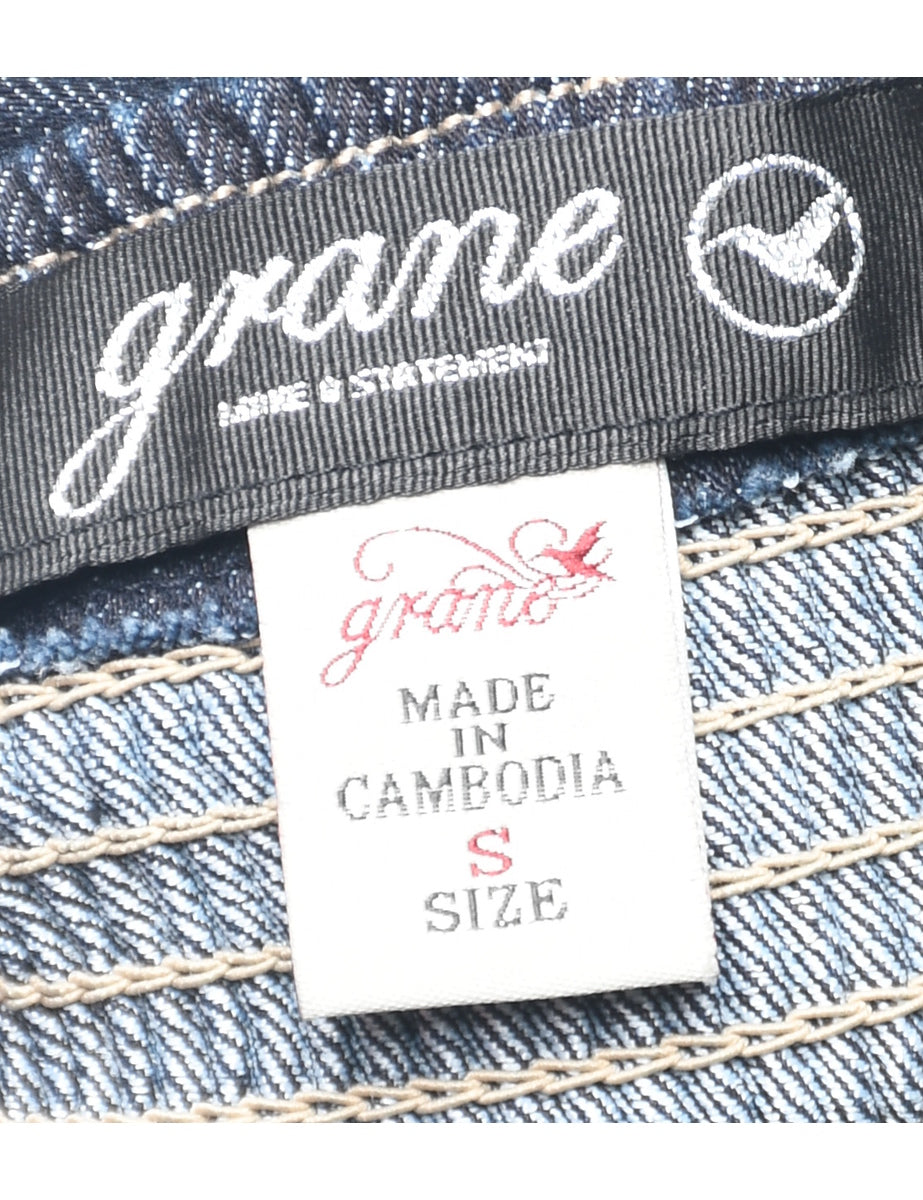 grane
MAKE A STATEMENT
grane
MADE
IN
CAMBODIA
S
SIZE